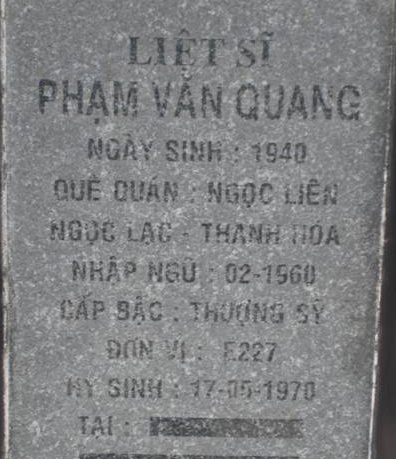 LIỆT SĨ
PHẠM VĂN QUANG
NGÀY SINH : 1940
QUÊ QUÁN : NGỌC LIÊN
NGỌC LẠC - THANH HÓA
NHẬP NGŨ : 02-1960
CẤP BẬC : THƯỢNG SỸ
ĐƠN VỊ : E227
HY SINH : 17-05-1970
TẠI :